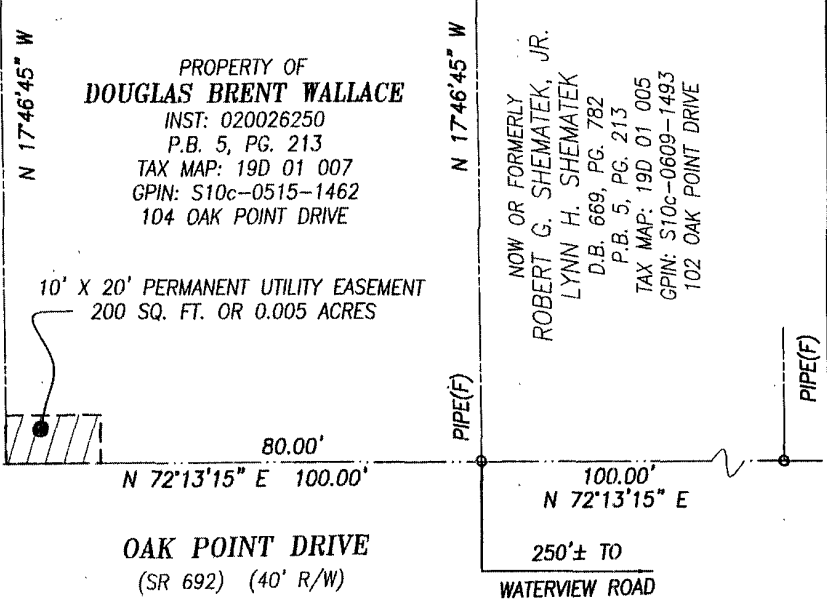 N 17°46'45" W
PROPERTY OF
DOUGLAS BRENT WALLACE
INST: 020026250
P.B. 5, PG. 213
TAX MAP: 19D 01 007
GPIN: S10c-0515-1462
104 OAK POINT DRIVE
10' X 20' PERMANENT UTILITY EASEMENT
200 SQ. FT. OR 0.005 ACRES
N 17°46'45" W
NOW OR FORMERLY
ROBERT G. SHEMATEK, JR.
LYNN H. SHEMATEK
D.B. 669, PG. 782
P.B. 5, PG. 213
TAX MAP: 19D 01 005
GPIN: S10c-0609-1493
102 OAK POINT DRIVE
PIPE(F)
PIPE(F)
80.00'
N 72°13'15" E 100.00'
100.00'
N 72°13'15" E
OAK POINT DRIVE
(SR 692) (40' R/W)
250'± TO
WATERVIEW ROAD